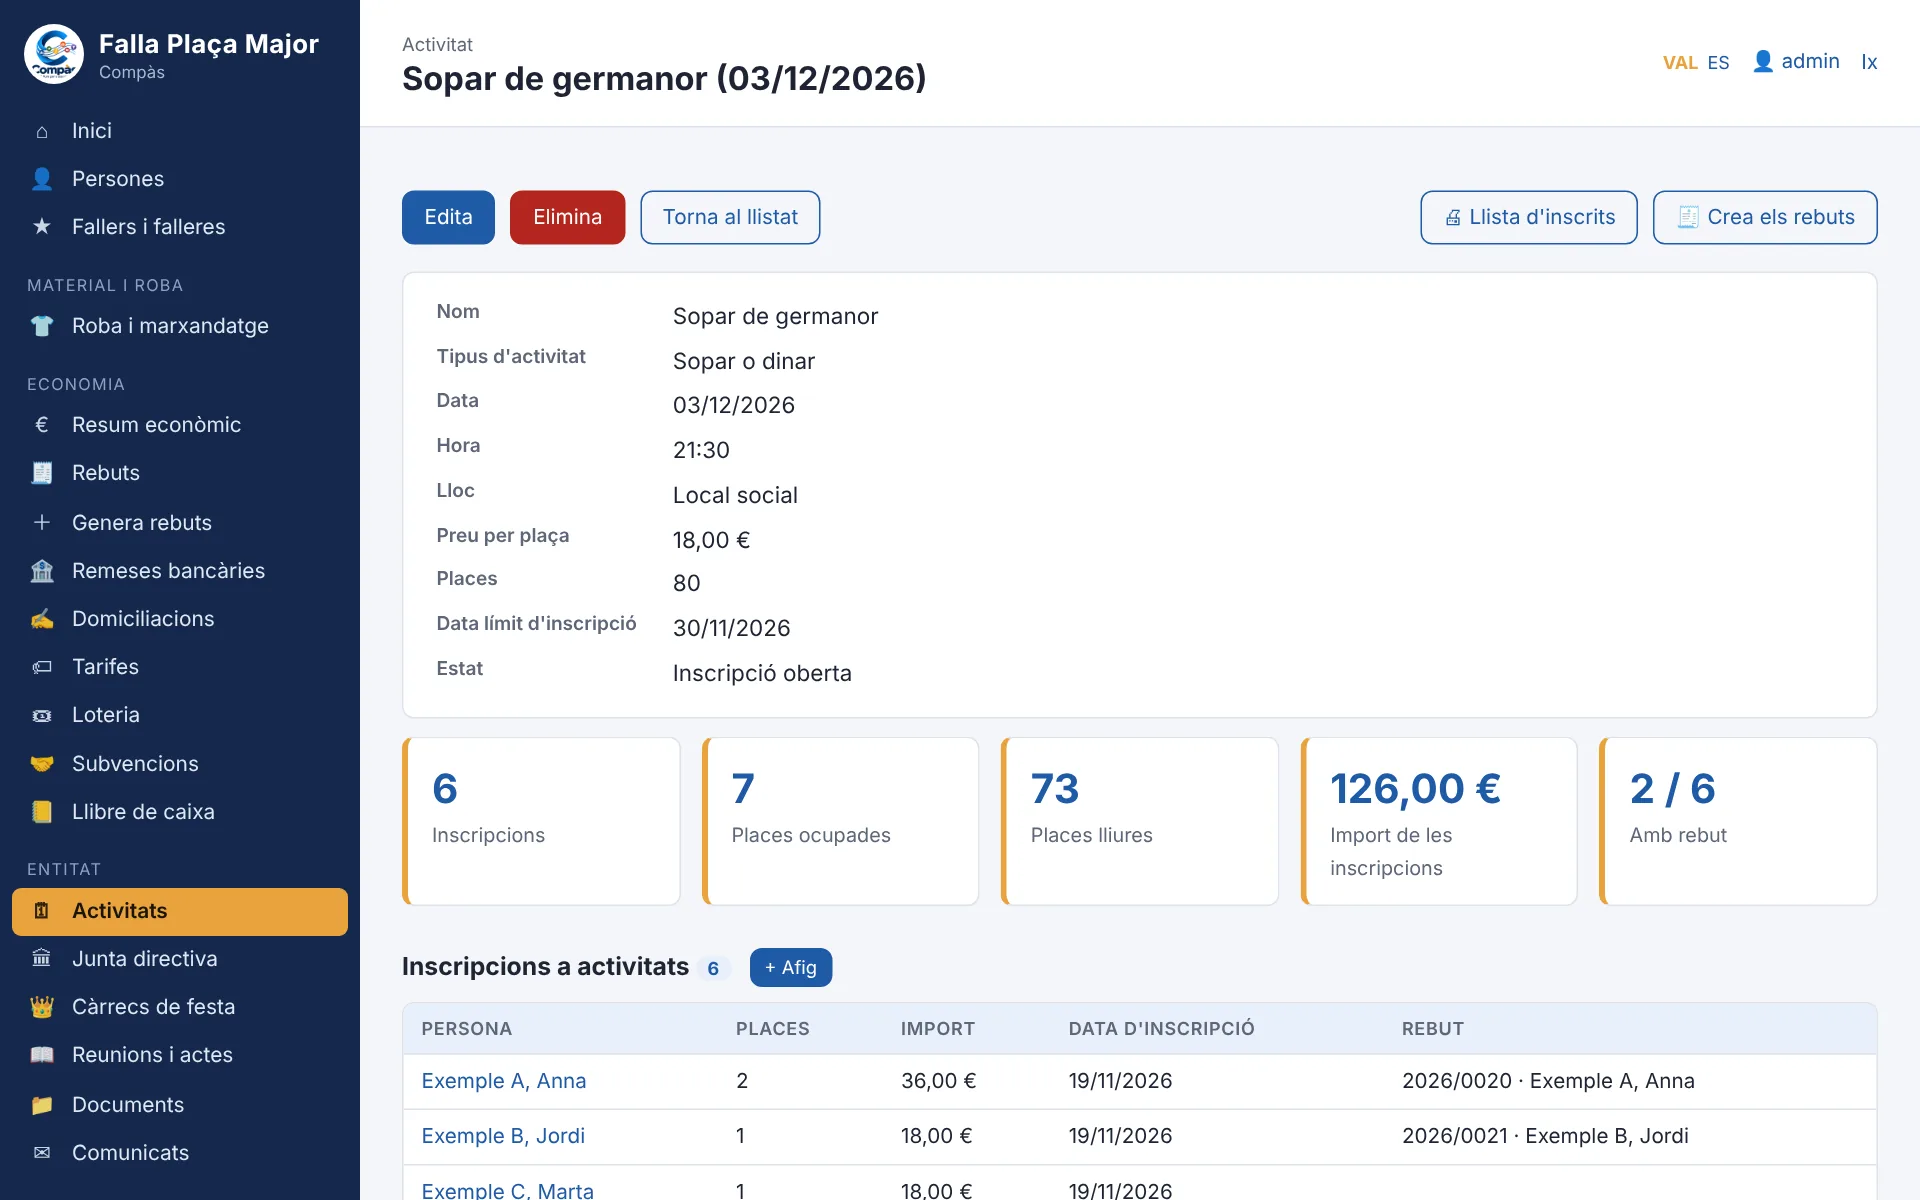 Falla Plaça Major
Compàs
Inici
Persones
Fallers i falleres
MATERIAL I ROBA
Roba i marxandatge
ECONOMIA
€ Resum econòmic
Rebuts
Genera rebuts
Remeses bancàries
Domiciliacions
Tarifes
Loteria
Subvencions
Llibre de caixa
ENTITAT
Activitats
Junta directiva
Càrrecs de festa
Reunions i actes
Documents
Comunicats
Activitat
Sopar de germanor (03/12/2026)
VAL ES admin Ix
Edita Elimina Torna al llistat Llista d'inscrits Crea els rebuts
Nom Sopar de germanor
Tipus d'activitat Sopar o dinar
Data 03/12/2026
Hora 21:30
Lloc Local social
Preu per plaça 18,00 €
Places 80
Data límit d'inscripció 30/11/2026
Estat Inscripció oberta
6
Inscripcions
7
Places ocupades
73
Places lliures
126,00 €
Import de les
inscripcions
2 / 6
Amb rebut
Inscripcions a activitats 6 + Afig
PERSONA PLACES IMPORT DATA D'INSCRIPCIÓ REBUT
Exemple A, Anna 2 36,00 € 19/11/2026 2026/0020 · Exemple A, Anna
Exemple B, Jordi 1 18,00 € 19/11/2026 2026/0021 · Exemple B, Jordi
Exemple C, Marta 1 18,00 € 19/11/2026